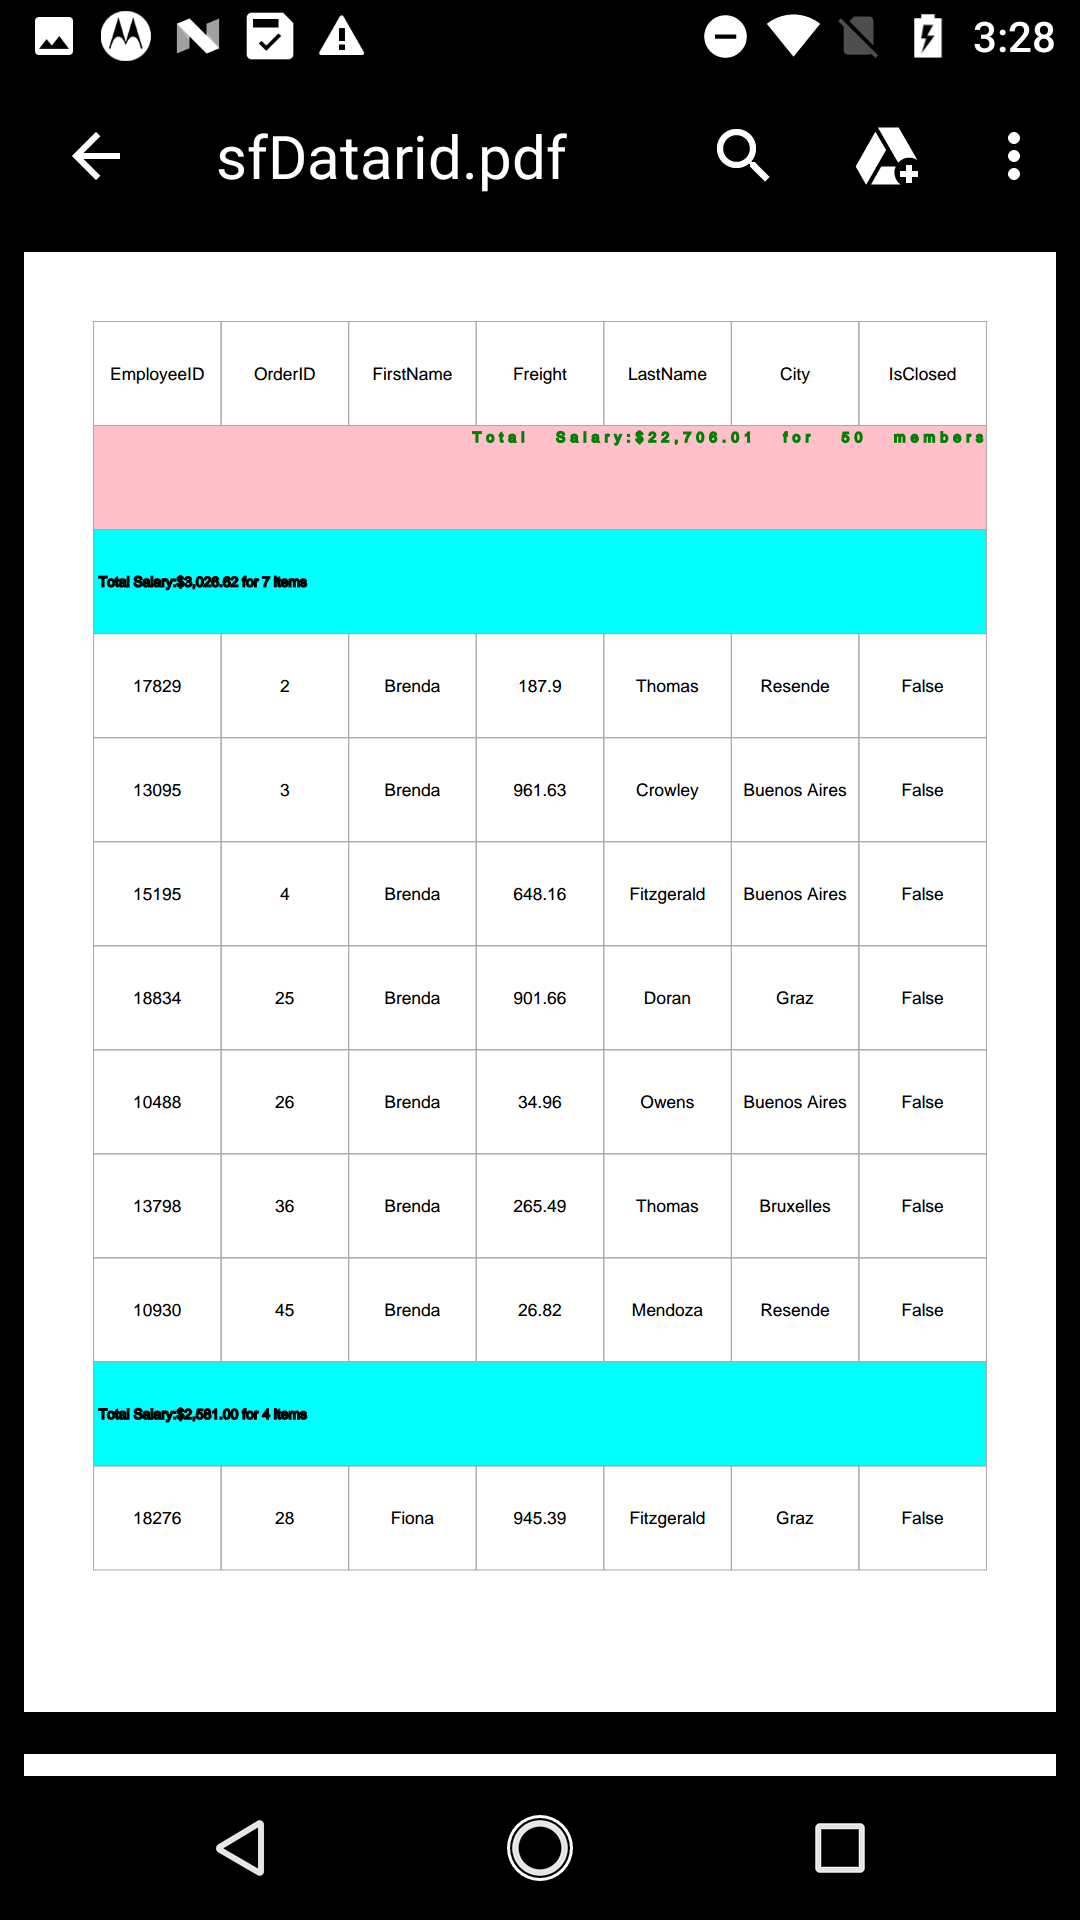 3:28
sfDatarid.pdf
EmployeeID OrderID FirstName Freight LastName City IsClosed
Total Salary:$22,706.01 for 50 members
Total Salary:$3,026.62 for 7 items
17829 2 Brenda 187.9 Thomas Resende False
13095 3 Brenda 961.63 Crowley Buenos Aires False
15195 4 Brenda 648.16 Fitzgerald Buenos Aires False
18834 25 Brenda 901.66 Doran Graz False
10488 26 Brenda 34.96 Owens Buenos Aires False
13798 36 Brenda 265.49 Thomas Bruxelles False
10930 45 Brenda 26.82 Mendoza Resende False
Total Salary:$2,561.00 for 4 items
18276 28 Fiona 945.39 Fitzgerald Graz False